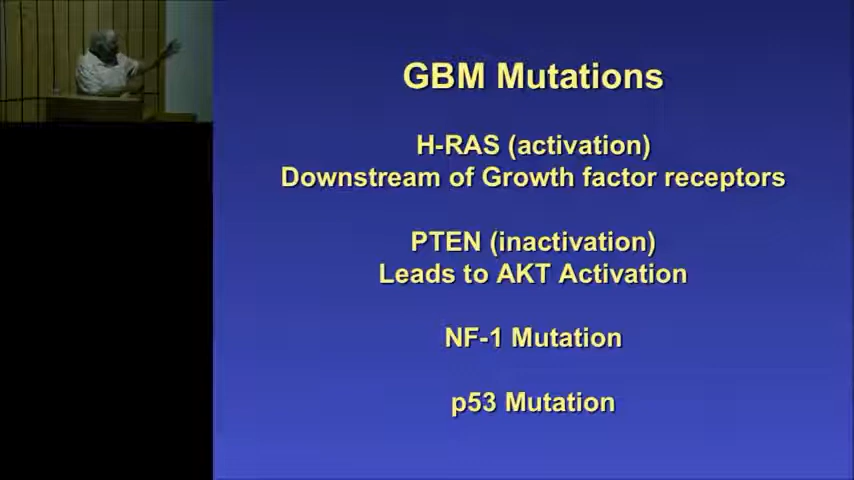 GBM Mutations
H-RAS (activation)
Downstream of Growth factor receptors
PTEN (inactivation)
Leads to AKT Activation
NF-1 Mutation
p53 Mutation